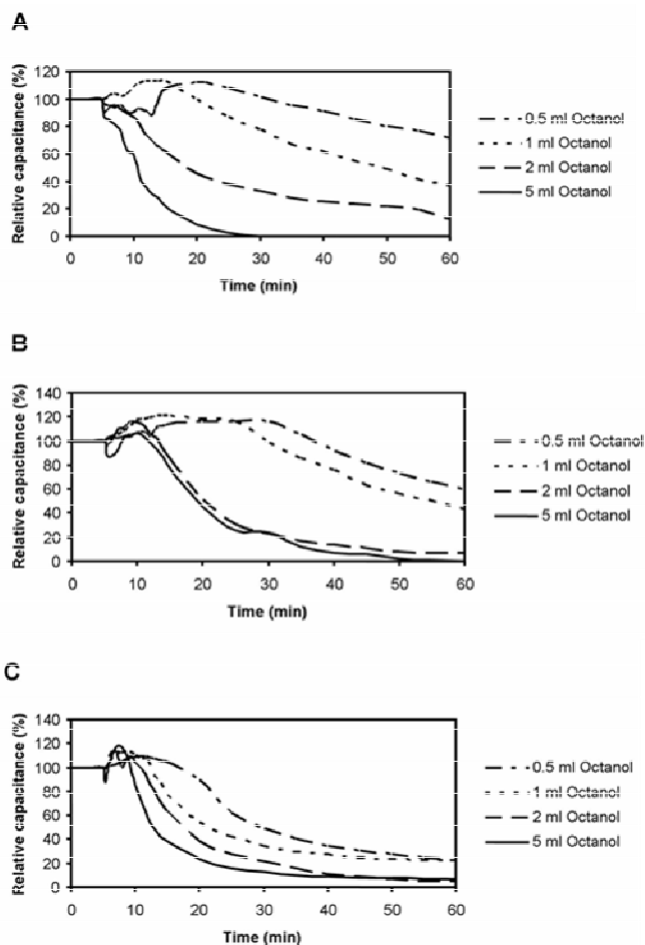 A
Relative capacitance (%)
120
100
80
60
40
20
0
0 10 20 30 40 50 60
Time (min)
0.5 ml Octanol
1 ml Octanol
2 ml Octanol
5 ml Octanol
B
Relative capacitance (%)
140
120
100
80
60
40
20
0
0 10 20 30 40 50 60
Time (min)
0.5 ml Octanol
1 ml Octanol
2 ml Octanol
5 ml Octanol
C
Relative capacitance (%)
140
120
100
80
60
40
20
0
0 10 20 30 40 50 60
Time (min)
0.5 ml Octanol
1 ml Octanol
2 ml Octanol
5 ml Octanol